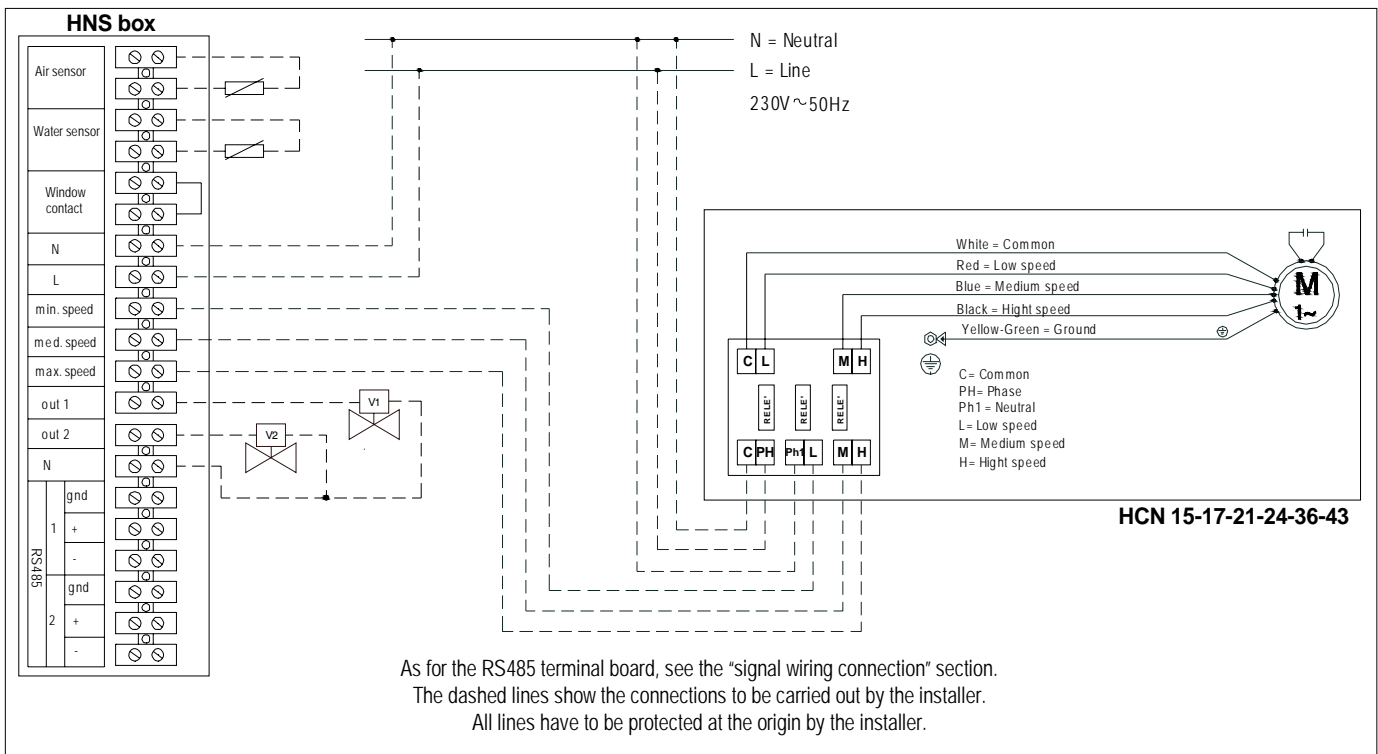 HNS box
Air sensor
Water sensor
Window
contact
N
L
min. speed
med. speed
max. speed
out 1
out 2
N
RS485
1
gnd
+
-
2
gnd
+
-
N = Neutral
L = Line
230V~50Hz
V1
V2
White = Common
Red = Low speed
Blue = Medium speed
Black = Hight speed
Yellow-Green = Ground
M
1~
C L M H
RELE' RELE' RELE'
C PH Ph1 L M H
C= Common
PH= Phase
Ph1 = Neutral
L= Low speed
M= Medium speed
H= Hight speed
HCN 15-17-21-24-36-43
As for the RS485 terminal board, see the “signal wiring connection” section.
The dashed lines show the connections to be carried out by the installer.
All lines have to be protected at the origin by the installer.